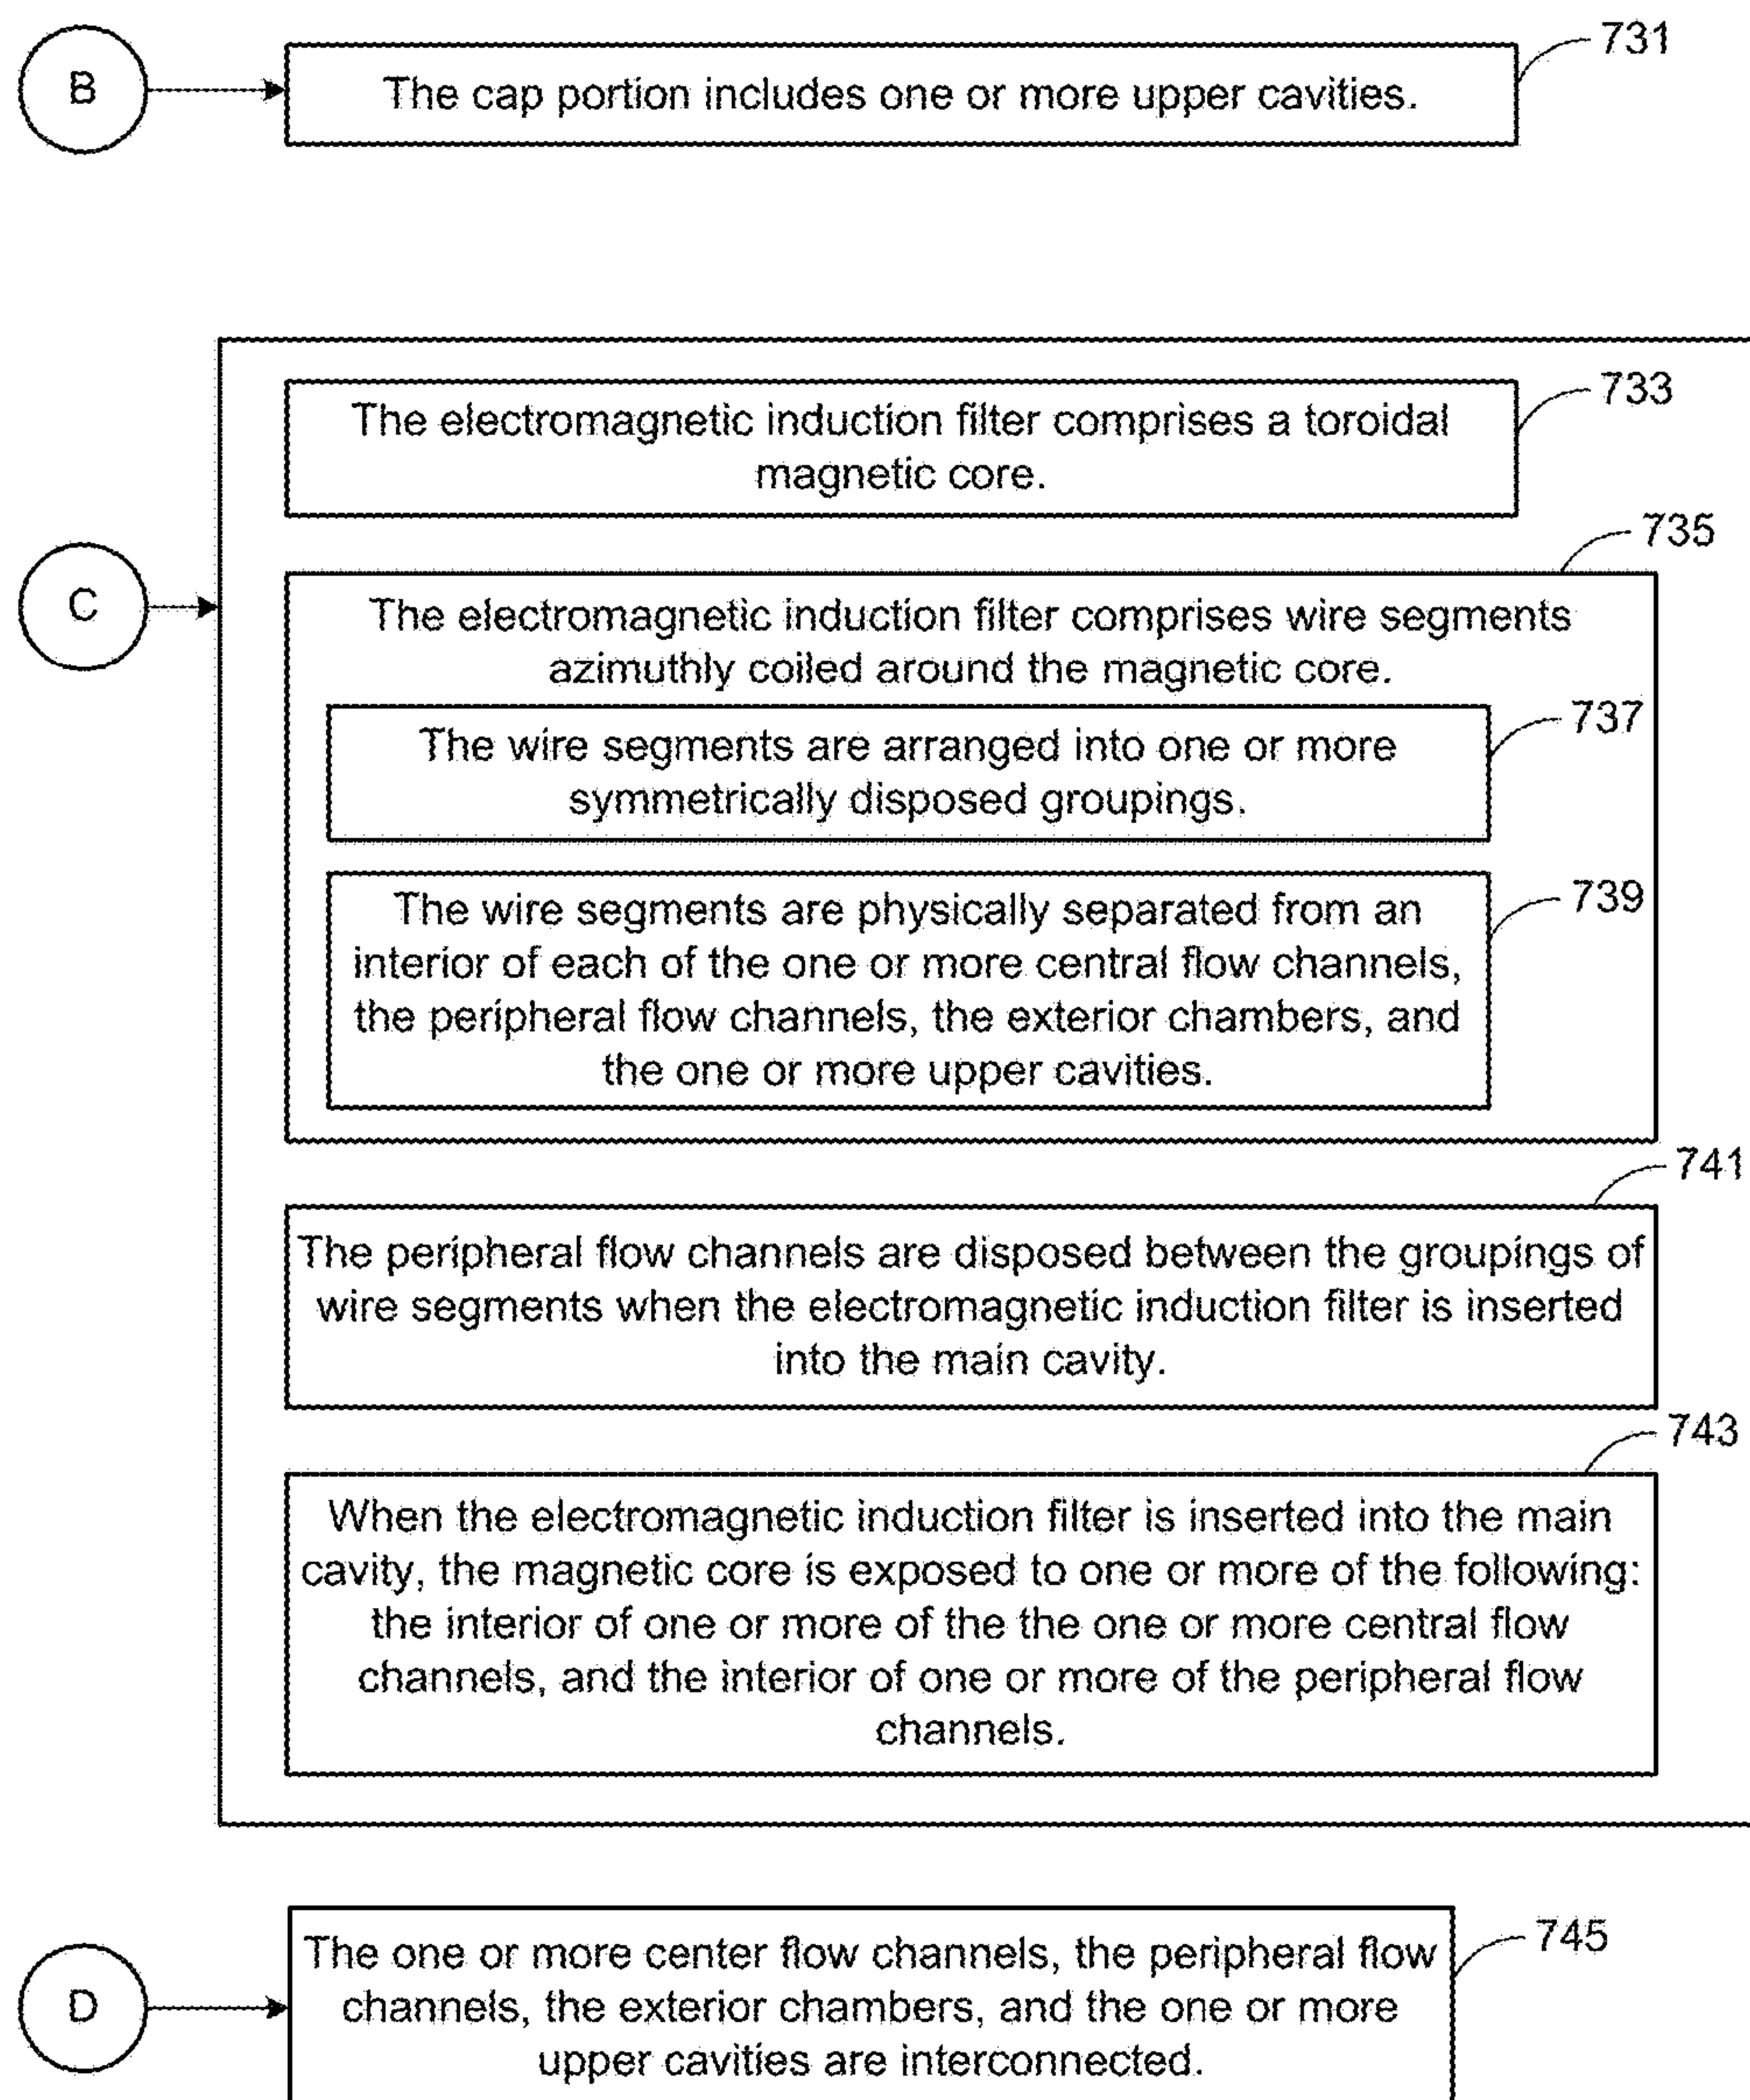 731
B
The cap portion includes one or more upper cavities.
733
The electromagnetic induction filter comprises a toroidal
magnetic core.
735
C
The electromagnetic induction filter comprises wire segments
azimuthly coiled around the magnetic core.
737
The wire segments are arranged into one or more
symmetrically disposed groupings.
739
The wire segments are physically separated from an
interior of each of the one or more central flow channels,
the peripheral flow channels, the exterior chambers, and
the one or more upper cavities.
741
The peripheral flow channels are disposed between the groupings of
wire segments when the electromagnetic induction filter is inserted
into the main cavity.
743
When the electromagnetic induction filter is inserted into the main
cavity, the magnetic core is exposed to one or more of the following:
the interior of one or more of the the one or more central flow
channels, and the interior of one or more of the peripheral flow
channels.
745
D
The one or more center flow channels, the peripheral flow
channels, the exterior chambers, and the one or more
upper cavities are interconnected.